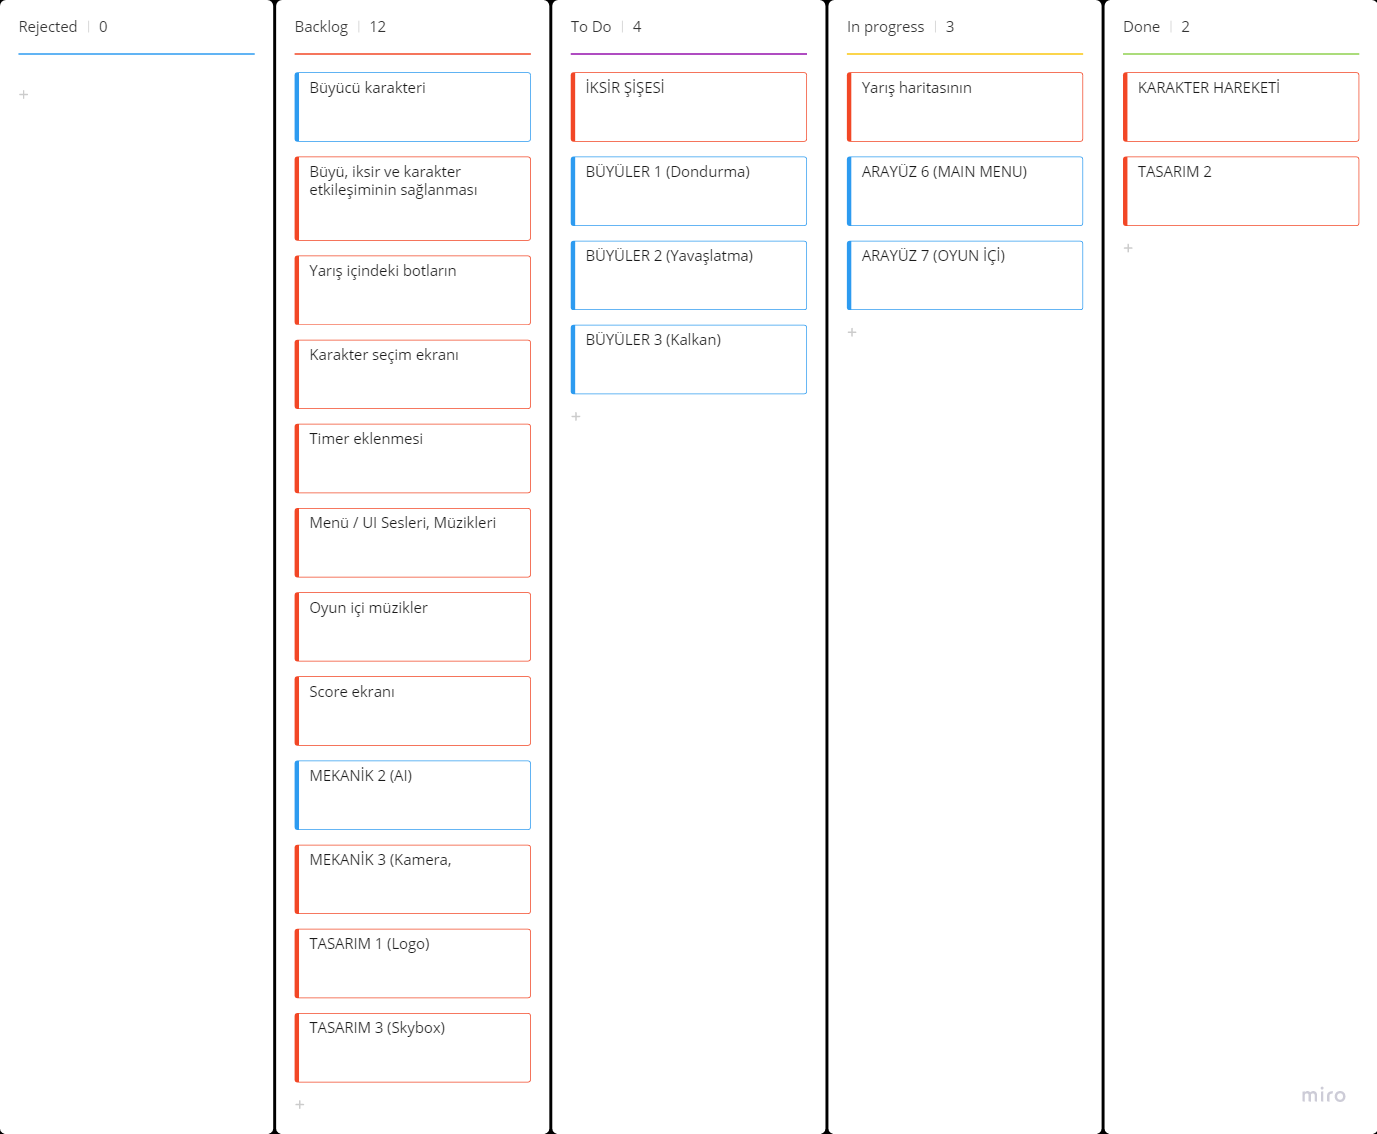 Rejected 0
Backlog 12
Büyücü karakteri
Büyü, iksir ve karakter
etkileşiminin sağlanması
Yarış içindeki botların
Karakter seçim ekranı
Timer eklenmesi
Menü / UI Sesleri, Müzikleri
Oyun içi müzikler
Score ekranı
MEKANİK 2 (AI)
MEKANİK 3 (Kamera,
TASARIM 1 (Logo)
TASARIM 3 (Skybox)
To Do 4
İKSİR ŞİŞESİ
BÜYÜLER 1 (Dondurma)
BÜYÜLER 2 (Yavaşlatma)
BÜYÜLER 3 (Kalkan)
In progress 3
Yarış haritasının
ARAYÜZ 6 (MAIN MENU)
ARAYÜZ 7 (OYUN İÇİ)
Done 2
KARAKTER HAREKETİ
TASARIM 2
miro